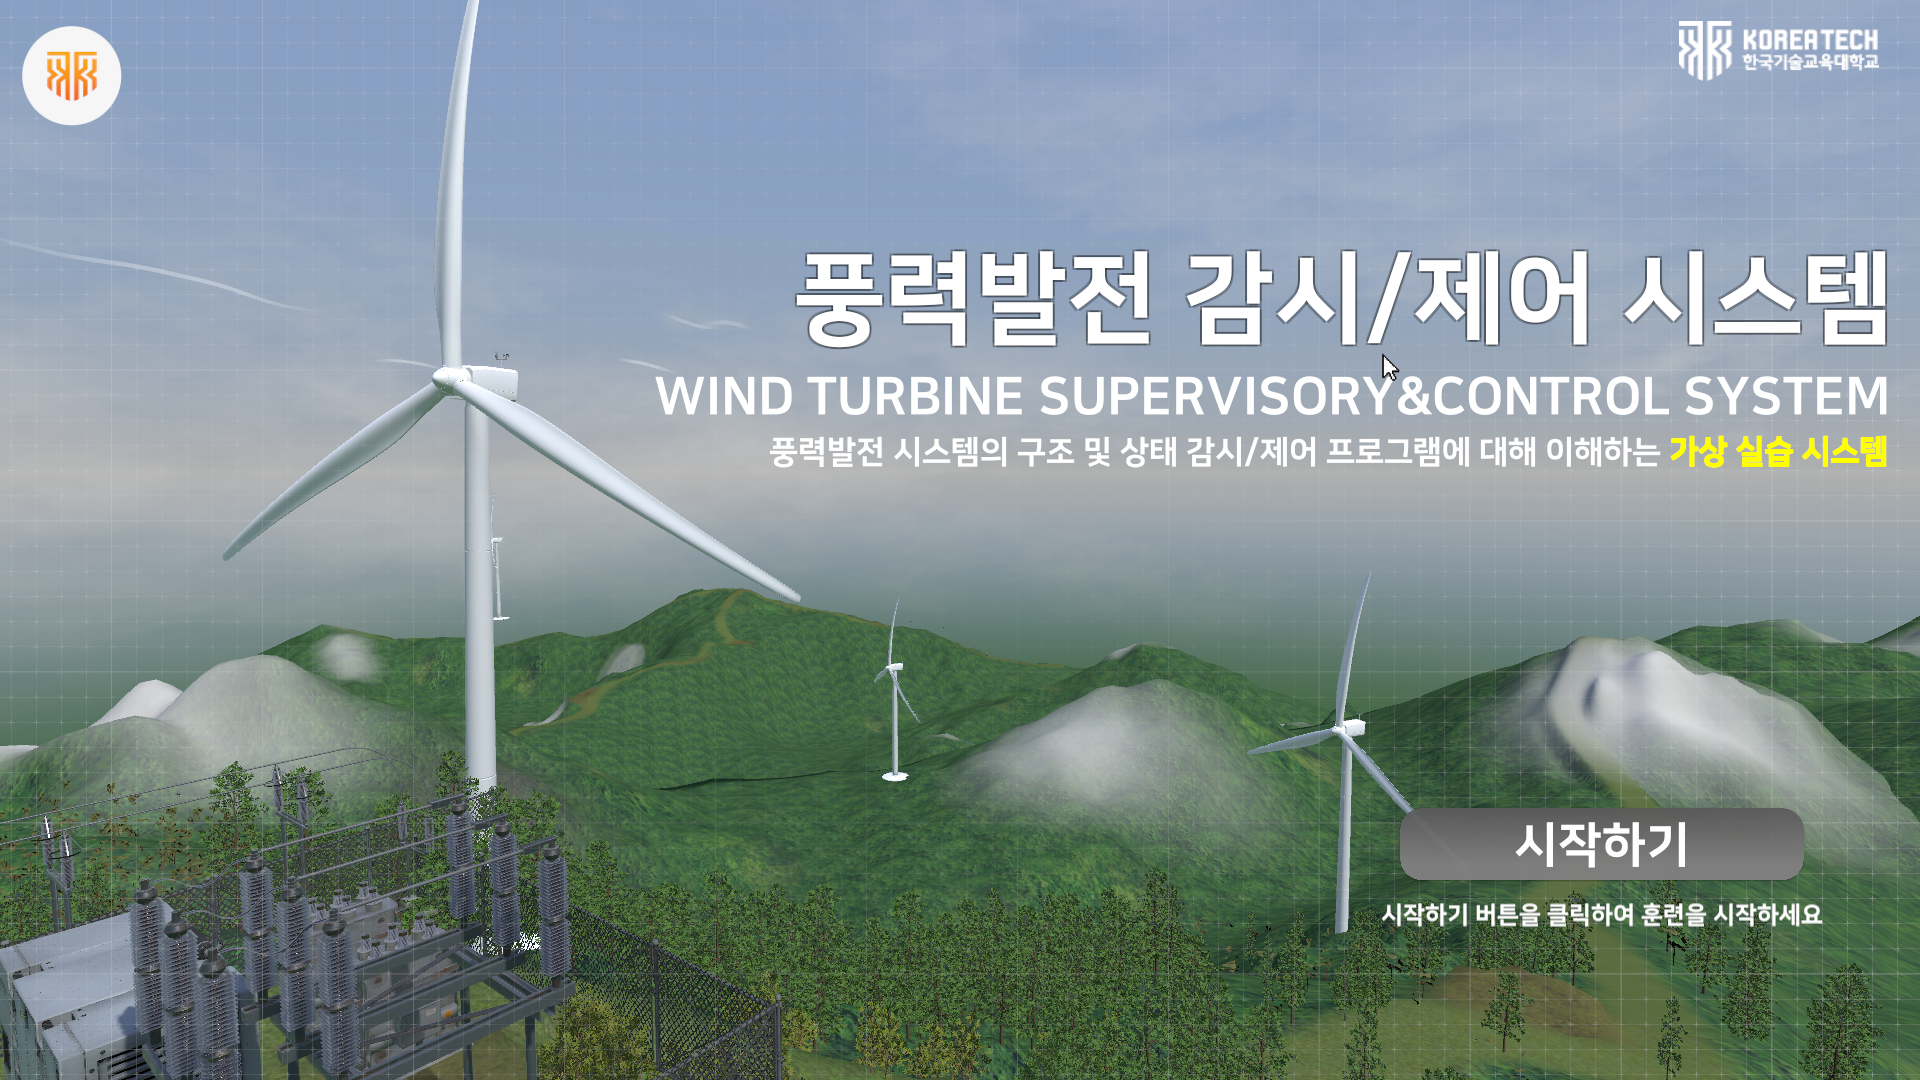 KOREATECH
한국기술교육대학교
풍력발전 감시/제어 시스템
WIND TURBINE SUPERVISORY&CONTROL SYSTEM
풍력발전 시스템의 구조 및 상태 감시/제어 프로그램에 대해 이해하는 가상 실습 시스템
시작하기
시작하기 버튼을 클릭하여 훈련을 시작하세요